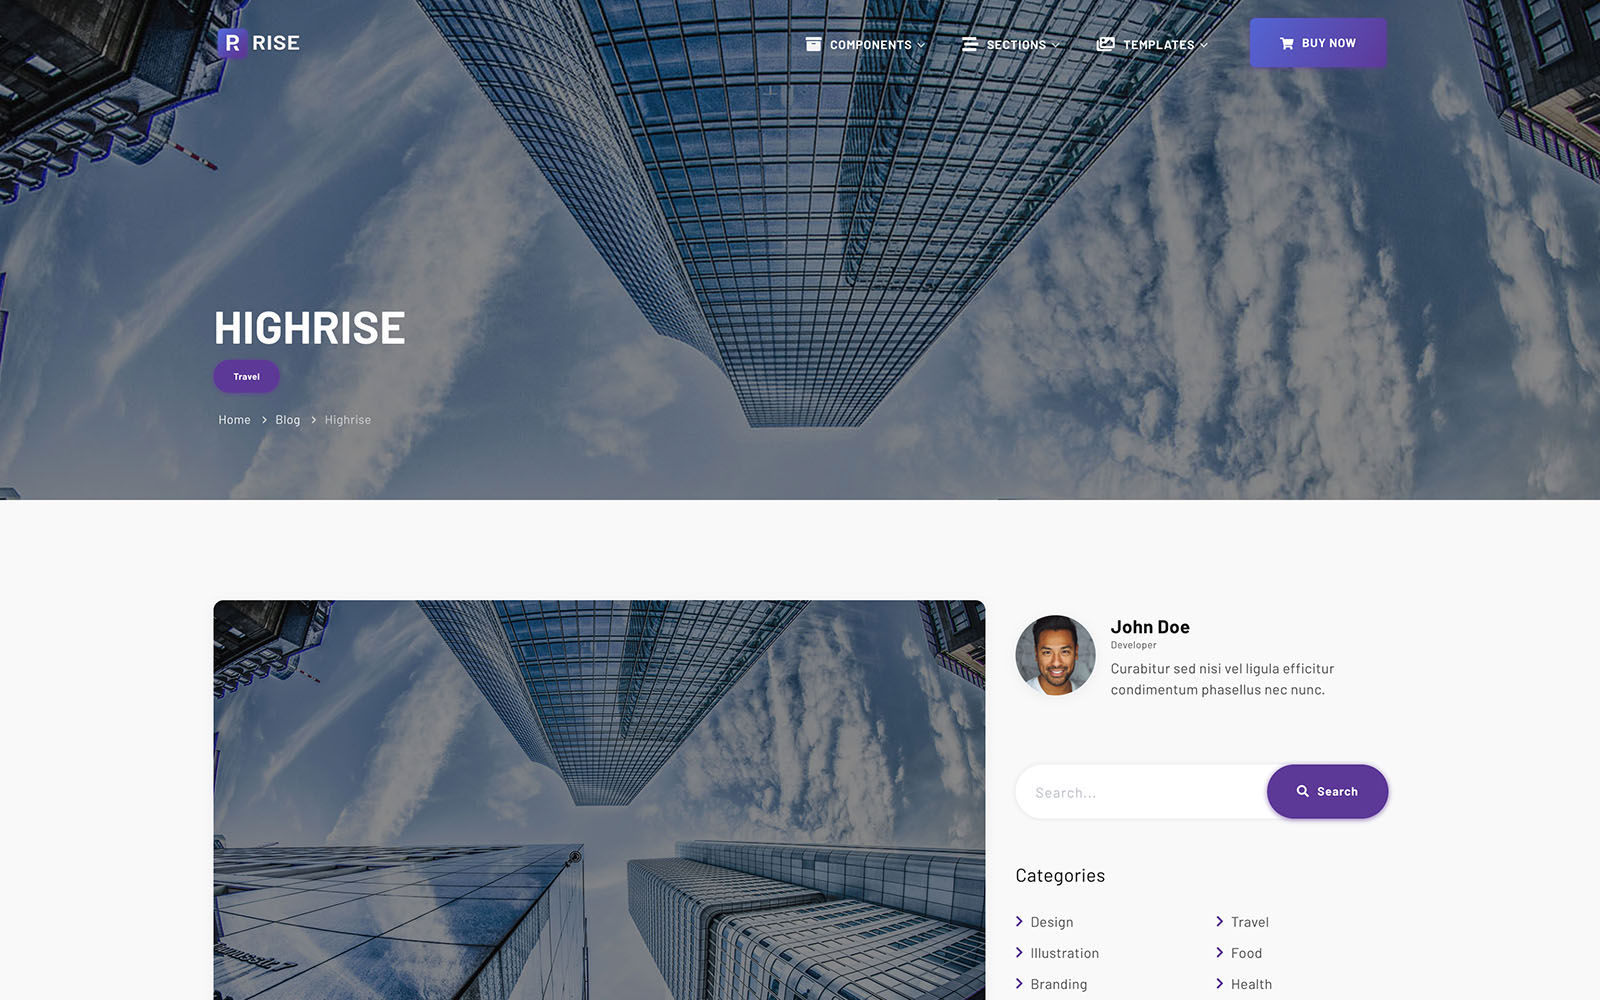 R RISE
COMPONENTS
SECTIONS
TEMPLATES
BUY NOW
HIGHRISE
Travel
Home > Blog > Highrise
John Doe
Developer
Curabitur sed nisi vel ligula efficitur
condimentum phasellus nec nunc.
Search...
Search
Categories
Design
Travel
Illustration
Food
Branding
Health